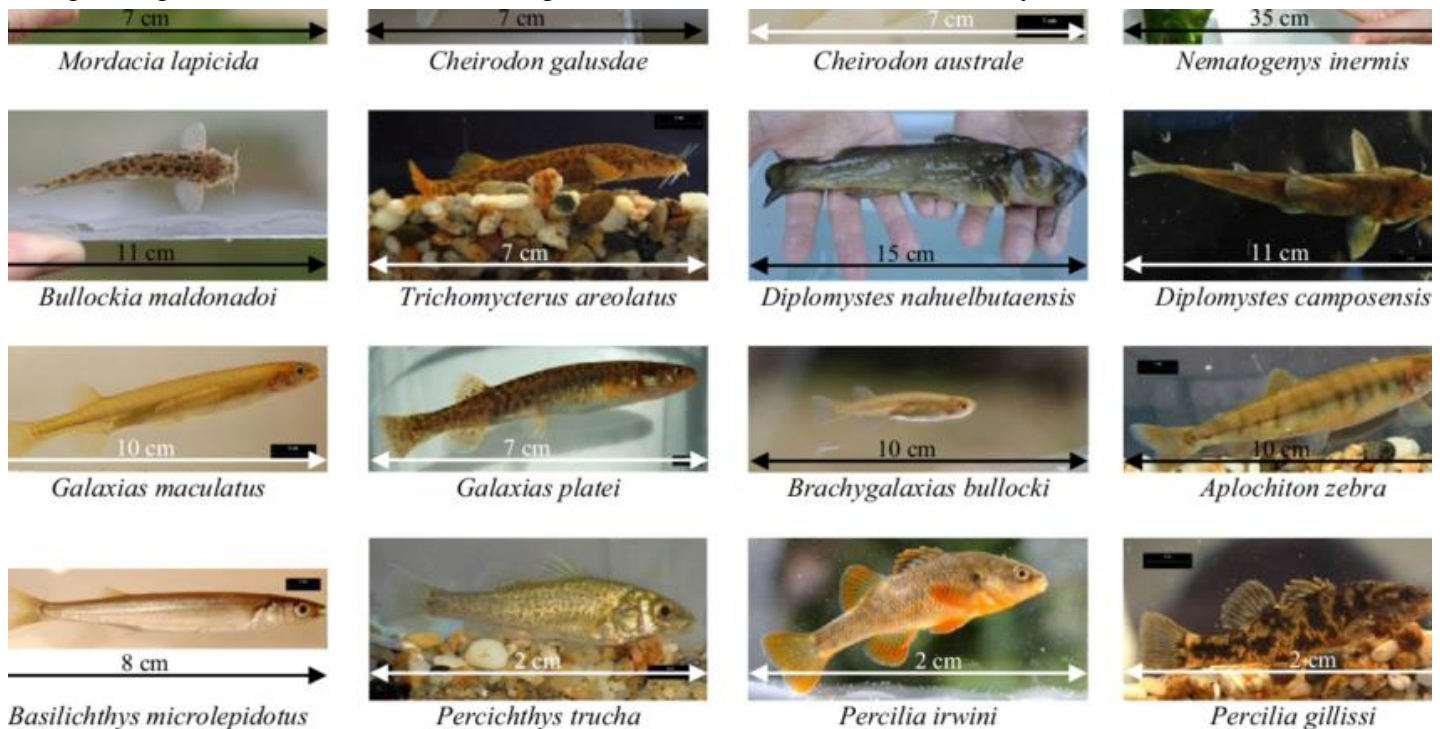 7 cm
7 cm
7 cm
35 cm
Mordacia lapicida
Cheirodon galusdae
Cheirodon australe
Nematogenys inermis
11 cm
7 cm
15 cm
11 cm
Bullockia maldonadoi
Trichomycterus areolatus
Diplomystes nahuelbutaensis
Diplomystes camposensis
10 cm
7 cm
10 cm
10 cm
Galaxias maculatus
Galaxias platei
Brachygalaxias bullocki
Aplochiton zebra
8 cm
2 cm
2 cm
2 cm
Basilichthys microlepidotus
Percichthys trucha
Percilia irwini
Percilia gillissi